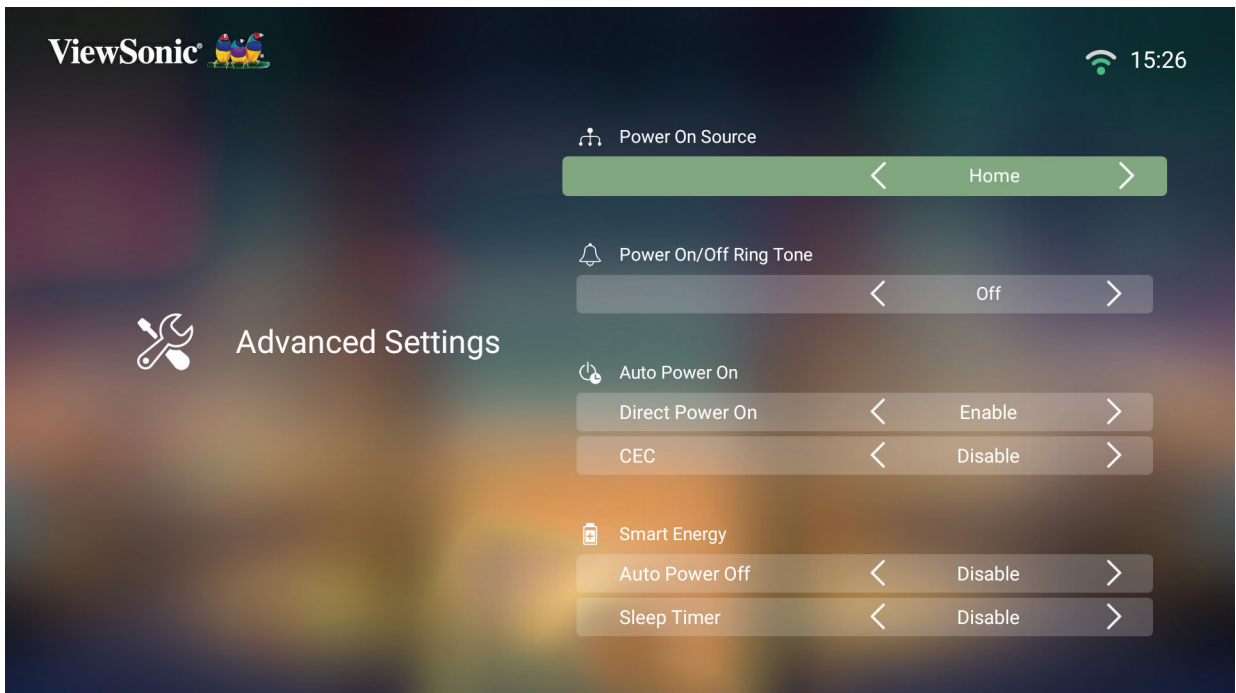 ViewSonic®
15:26
Power On Source
Home
Power On/Off Ring Tone
Off
Advanced Settings
Auto Power On
Direct Power On Enable
CEC Disable
Smart Energy
Auto Power Off Disable
Sleep Timer Disable